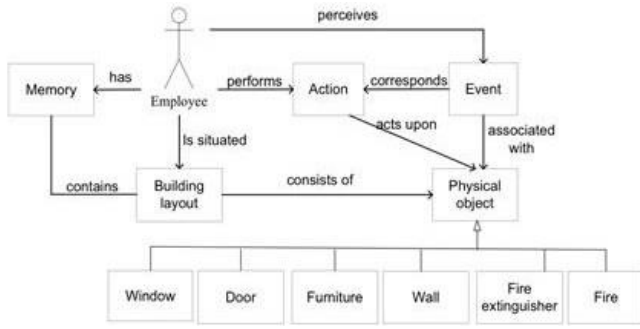 perceives
has
performs
corresponds
Memory
Employee
Action
Event
acts upon
associated
with
Is situated
contains
Building
layout
consists of
Physical
object
Window
Door
Furniture
Wall
Fire
extinguisher
Fire